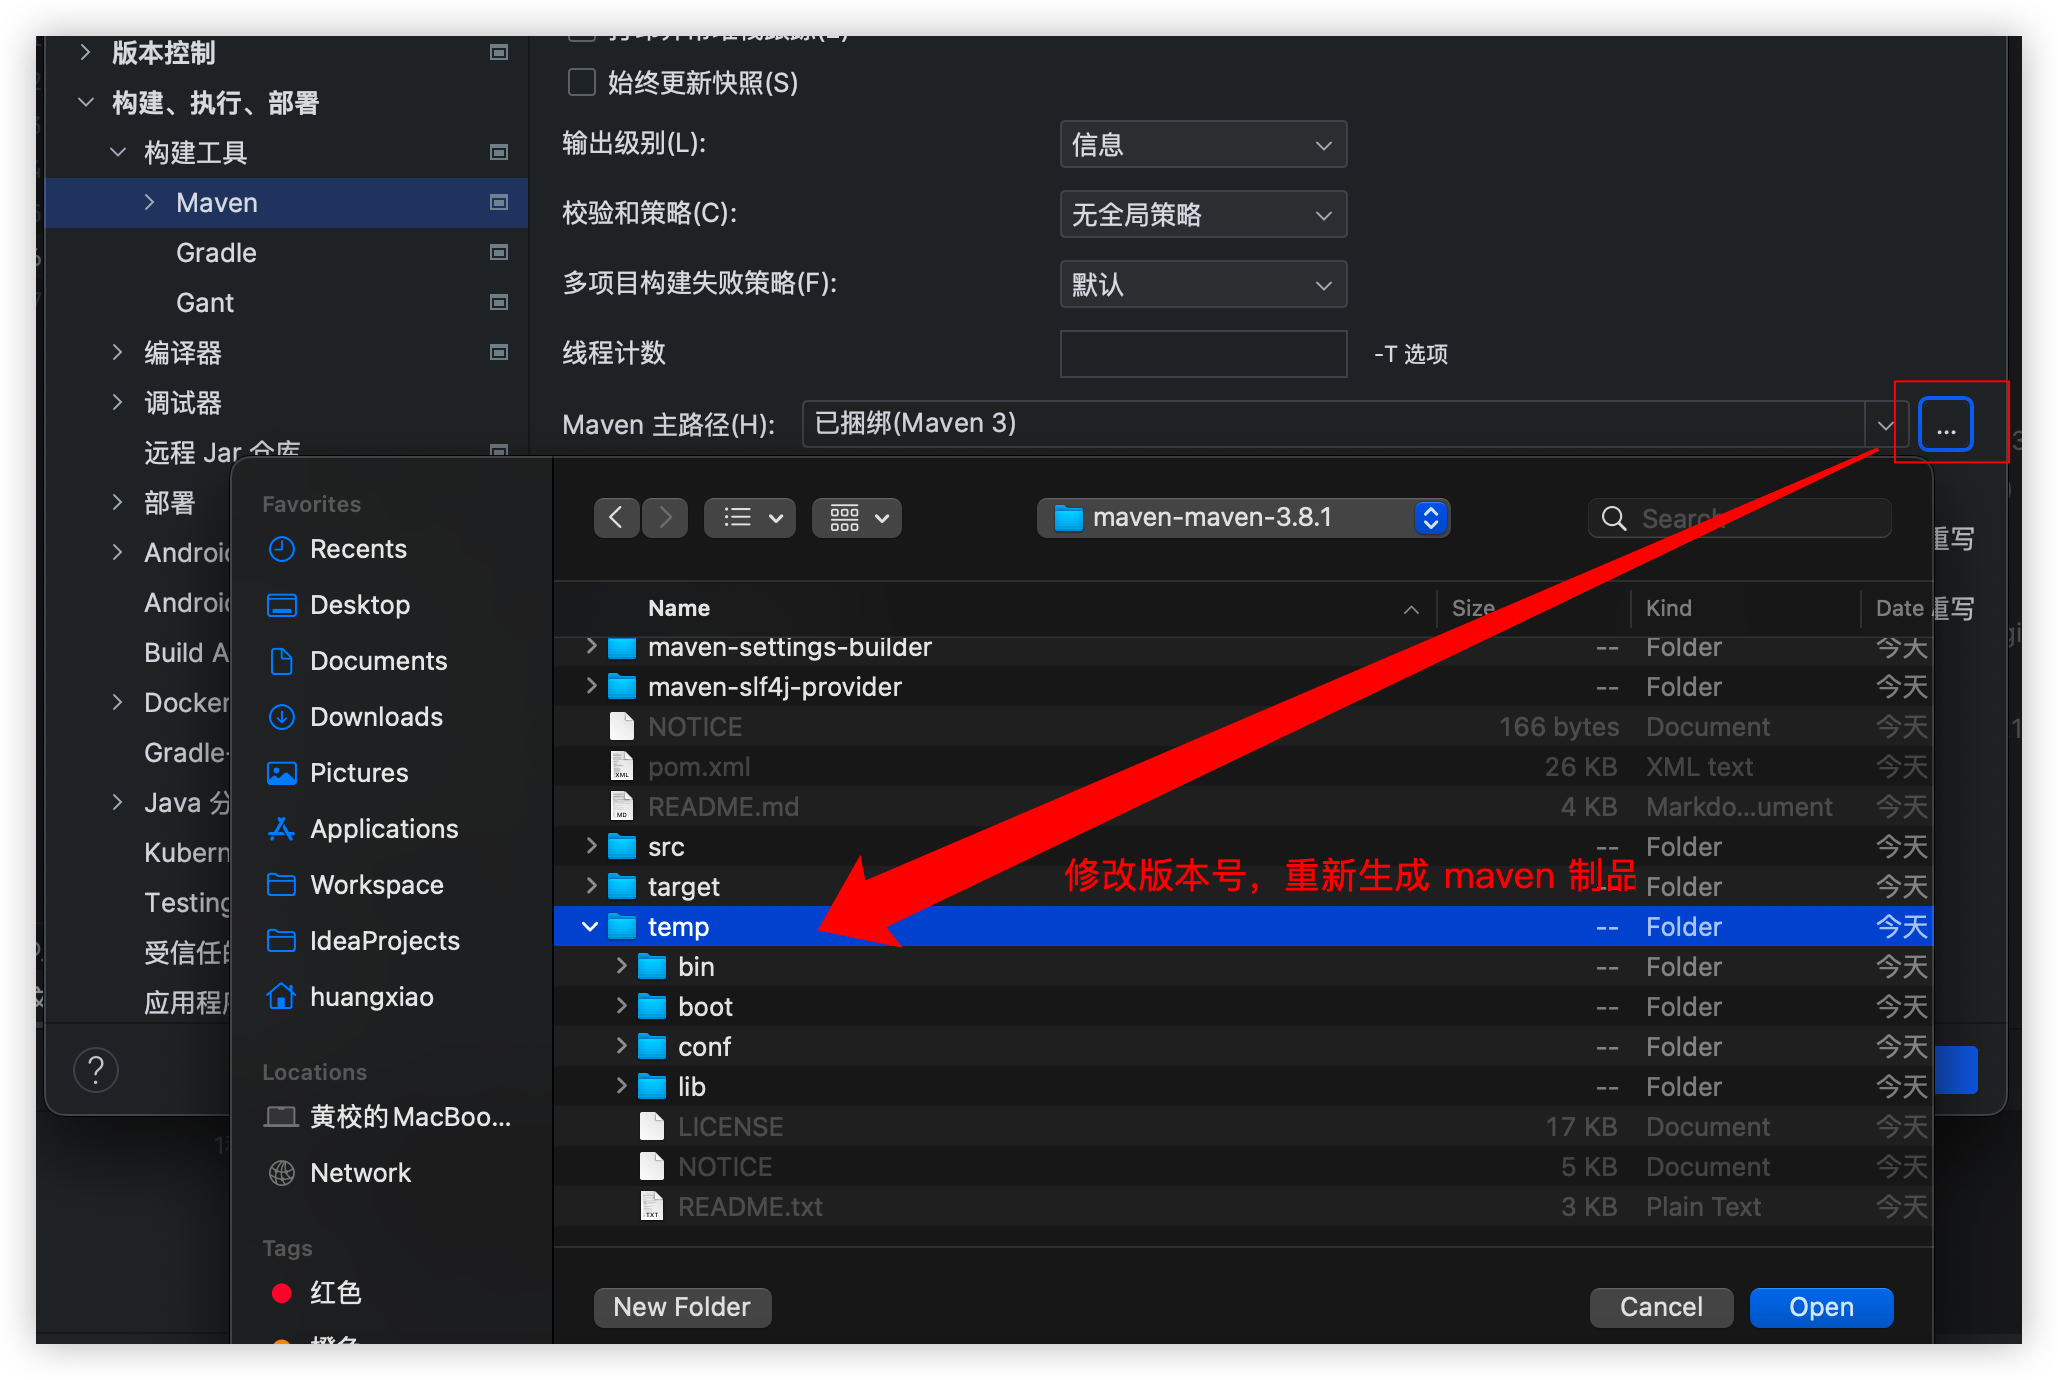 版本控制
构建、执行、部署
构建工具
Maven
Gradle
Gant
编译器
调试器
远程 Jar 仓库
部署
Androi
Androi
Build A
Docker
Gradle-
Java 分
Kubern
Testing
受信任的
应用程序
?
始终更新快照(S)
输出级别(L):
信息
校验和策略(C):
无全局策略
多项目构建失败策略(F):
默认
线程计数
-T 选项
Maven 主路径(H):
已捆绑(Maven 3)
...
重写
重写
Favorites
Recents
Desktop
Documents
Downloads
Pictures
Applications
Workspace
IdeaProjects
huangxiao
Locations
黄校的MacBoo...
Network
Tags
红色
橙色
maven-maven-3.8.1
Search
Name Size Kind Date
maven-settings-builder -- Folder 今天
maven-slf4j-provider -- Folder 今天
NOTICE 166 bytes Document 今天
pom.xml 26 KB XML text 今天
README.md 4 KB Markdo...ument 今天
src -- Folder 今天
修改版本号，重新生成 maven 制品
target -- Folder 今天
temp -- Folder 今天
bin -- Folder 今天
boot -- Folder 今天
conf -- Folder 今天
lib -- Folder 今天
LICENSE 17 KB Document 今天
NOTICE 5 KB Document 今天
README.txt 3 KB Plain Text 今天
New Folder
Cancel
Open